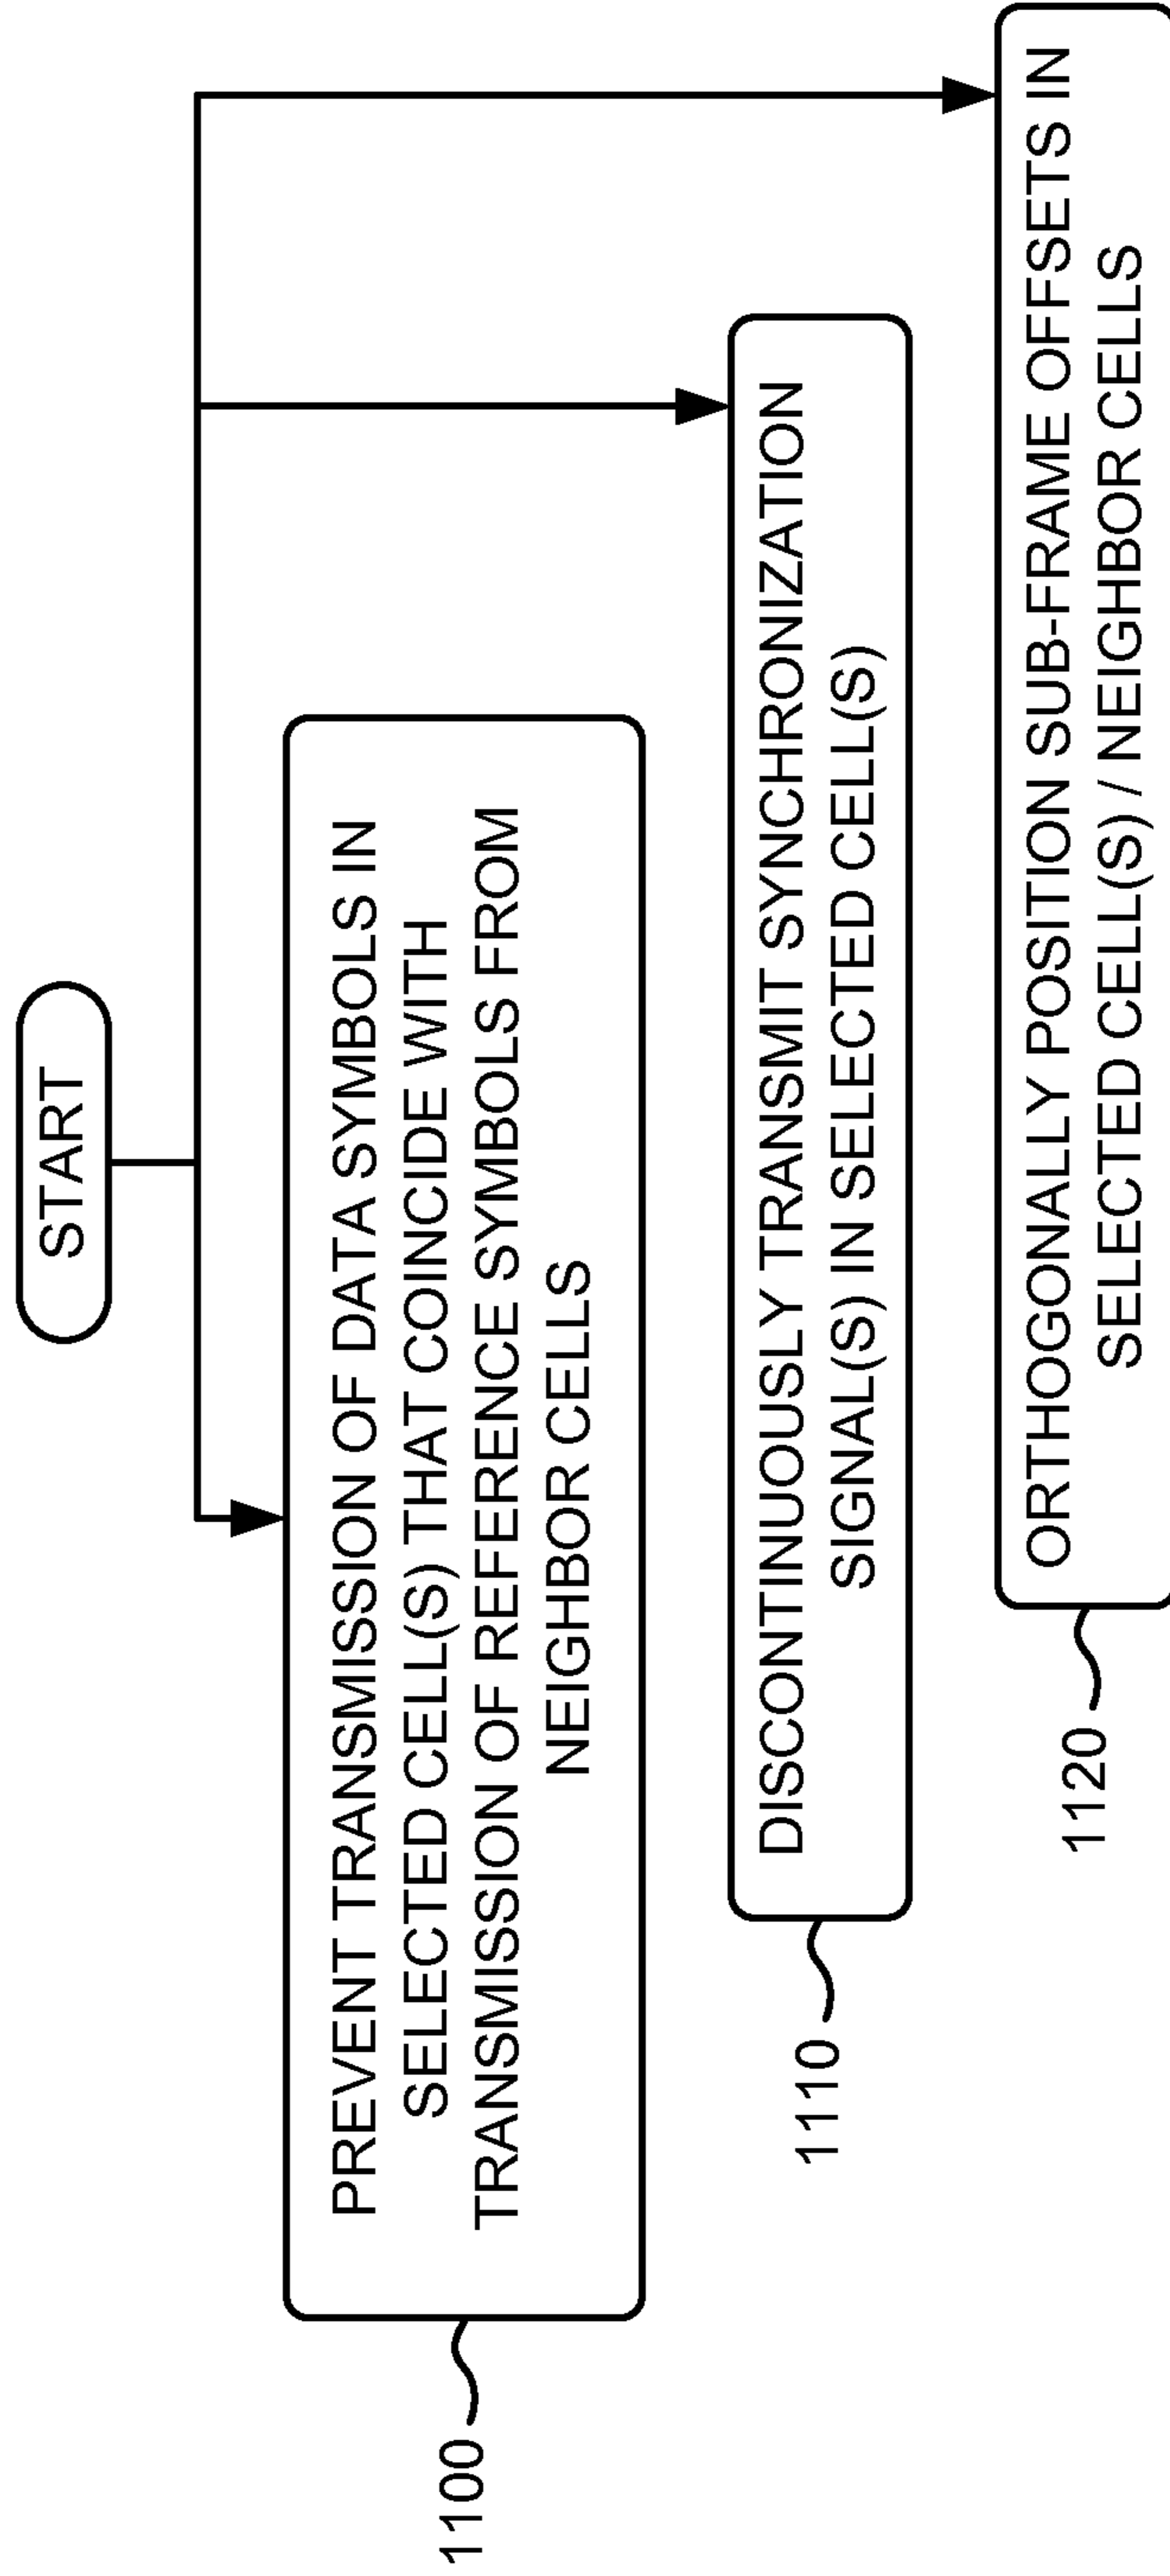 START
PREVENT TRANSMISSION OF DATA SYMBOLS IN
SELECTED CELL(S) THAT COINCIDE WITH
TRANSMISSION OF REFERENCE SYMBOLS FROM
NEIGHBOR CELLS
1100
DISCONTINUOUSLY TRANSMIT SYNCHRONIZATION
SIGNAL(S) IN SELECTED CELL(S)
1110
ORTHOGONALLY POSITION SUB-FRAME OFFSETS IN
SELECTED CELL(S) / NEIGHBOR CELLS
1120